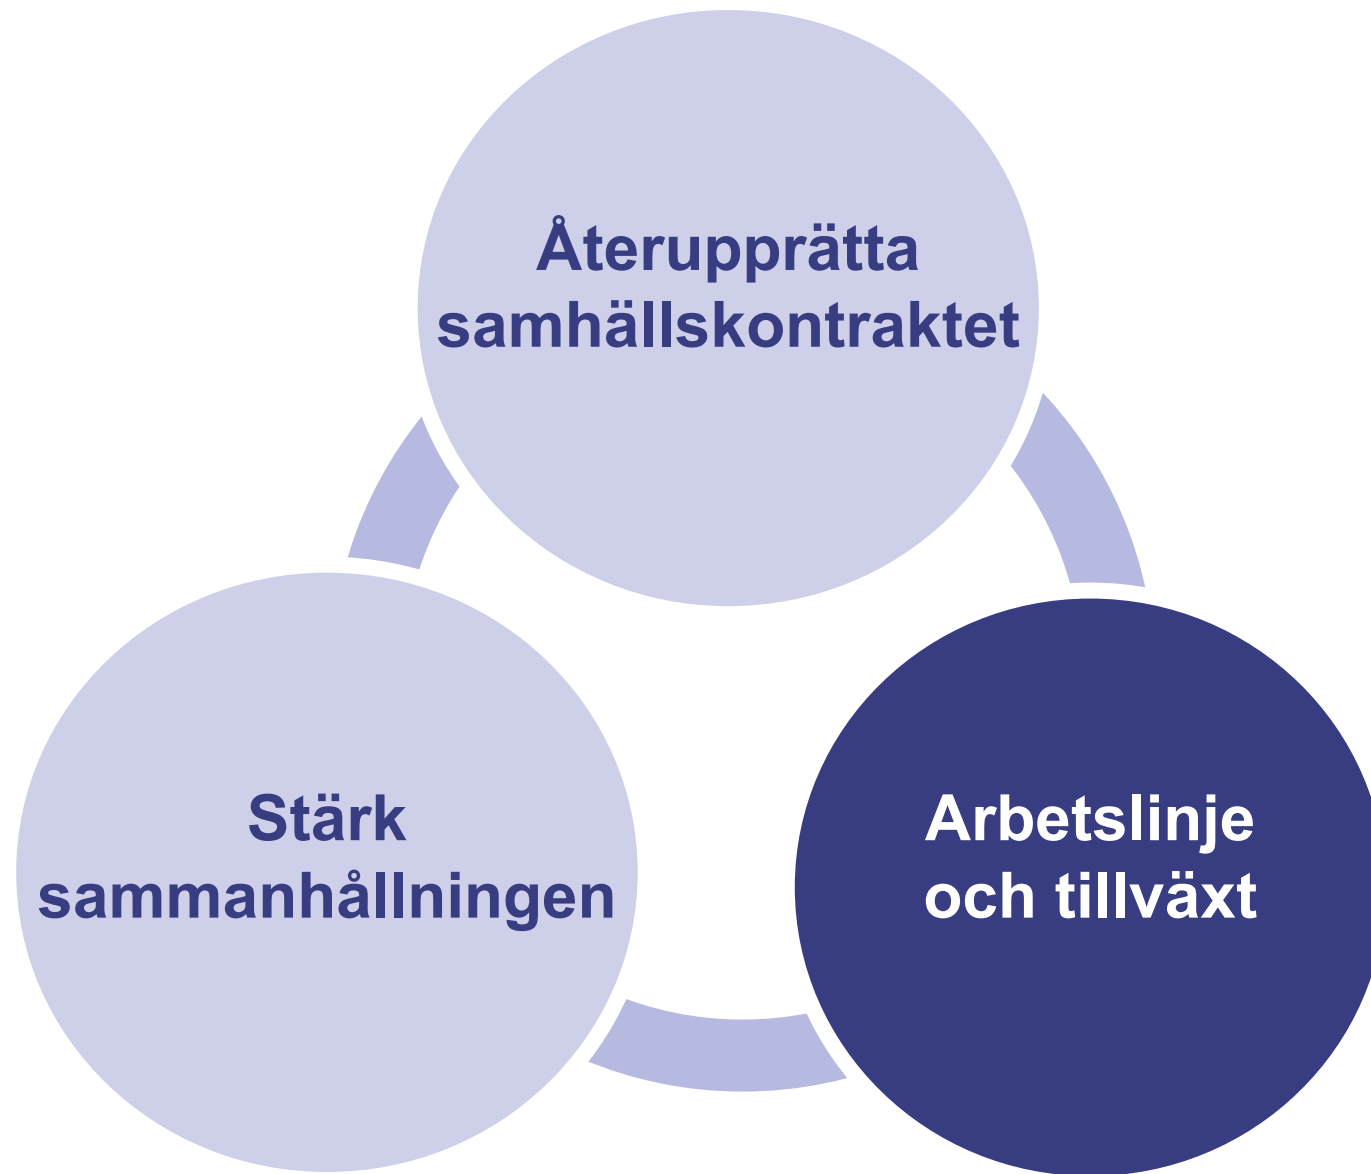 Återupprätta
samhällskontraktet
Stärk
sammanhållningen
Arbetslinje
och tillväxt